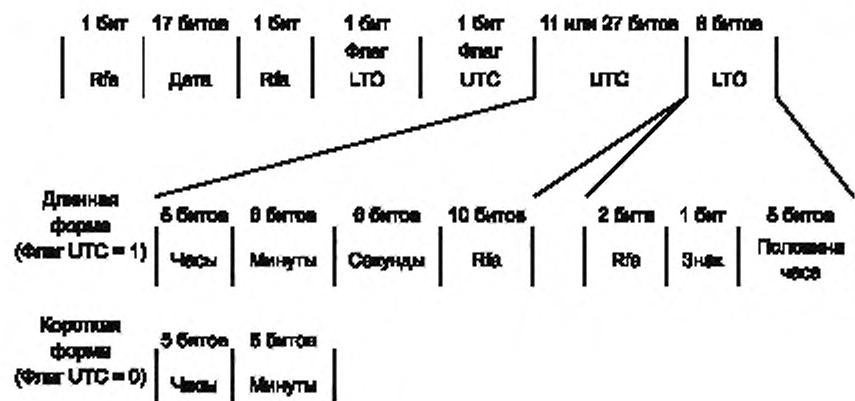 1 бит 17 битов 1 бит 1 бит 1 бит 11 или 27 битов 8 битов
Флаг Флаг
Rfa Дата Rfa LTO UTC UTC LTO
Длинная
форма
(Флаг UTC = 1)
5 битов 6 битов 6 битов 10 битов 2 бита 1 бит 5 битов
Часы Минуты Секунды Rfa Rfa Знак Половина
часа
Короткая
форма
(Флаг UTC = 0)
5 битов 6 битов
Часы Минуты